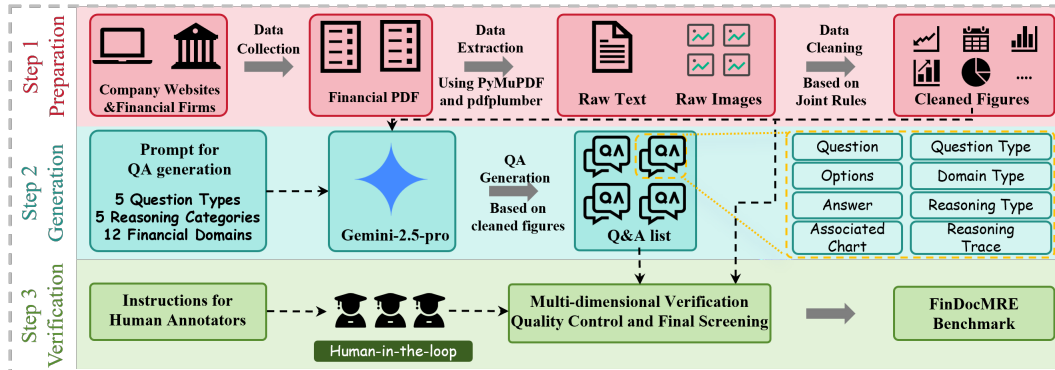 Step 1
Preparation
Company Websites
&Financial Firms
Data
Collection
Financial PDF
Data
Extraction
Using PyMuPDF
and pdfplumber
Raw Text
Raw Images
Data
Cleaning
Based on
Joint Rules
....
Cleaned Figures
Step 2
Generation
Prompt for
QA generation
5 Question Types
5 Reasoning Categories
12 Financial Domains
Gemini-2.5-pro
QA
Generation
Based on
cleaned figures
QA
QA
QA
QA
Q&A list
Question
Question Type
Options
Domain Type
Answer
Reasoning Type
Associated
Chart
Reasoning
Trace
Step 3
Verification
Instructions for
Human Annotators
Human-in-the-loop
Multi-dimensional Verification
Quality Control and Final Screening
FinDocMRE
Benchmark